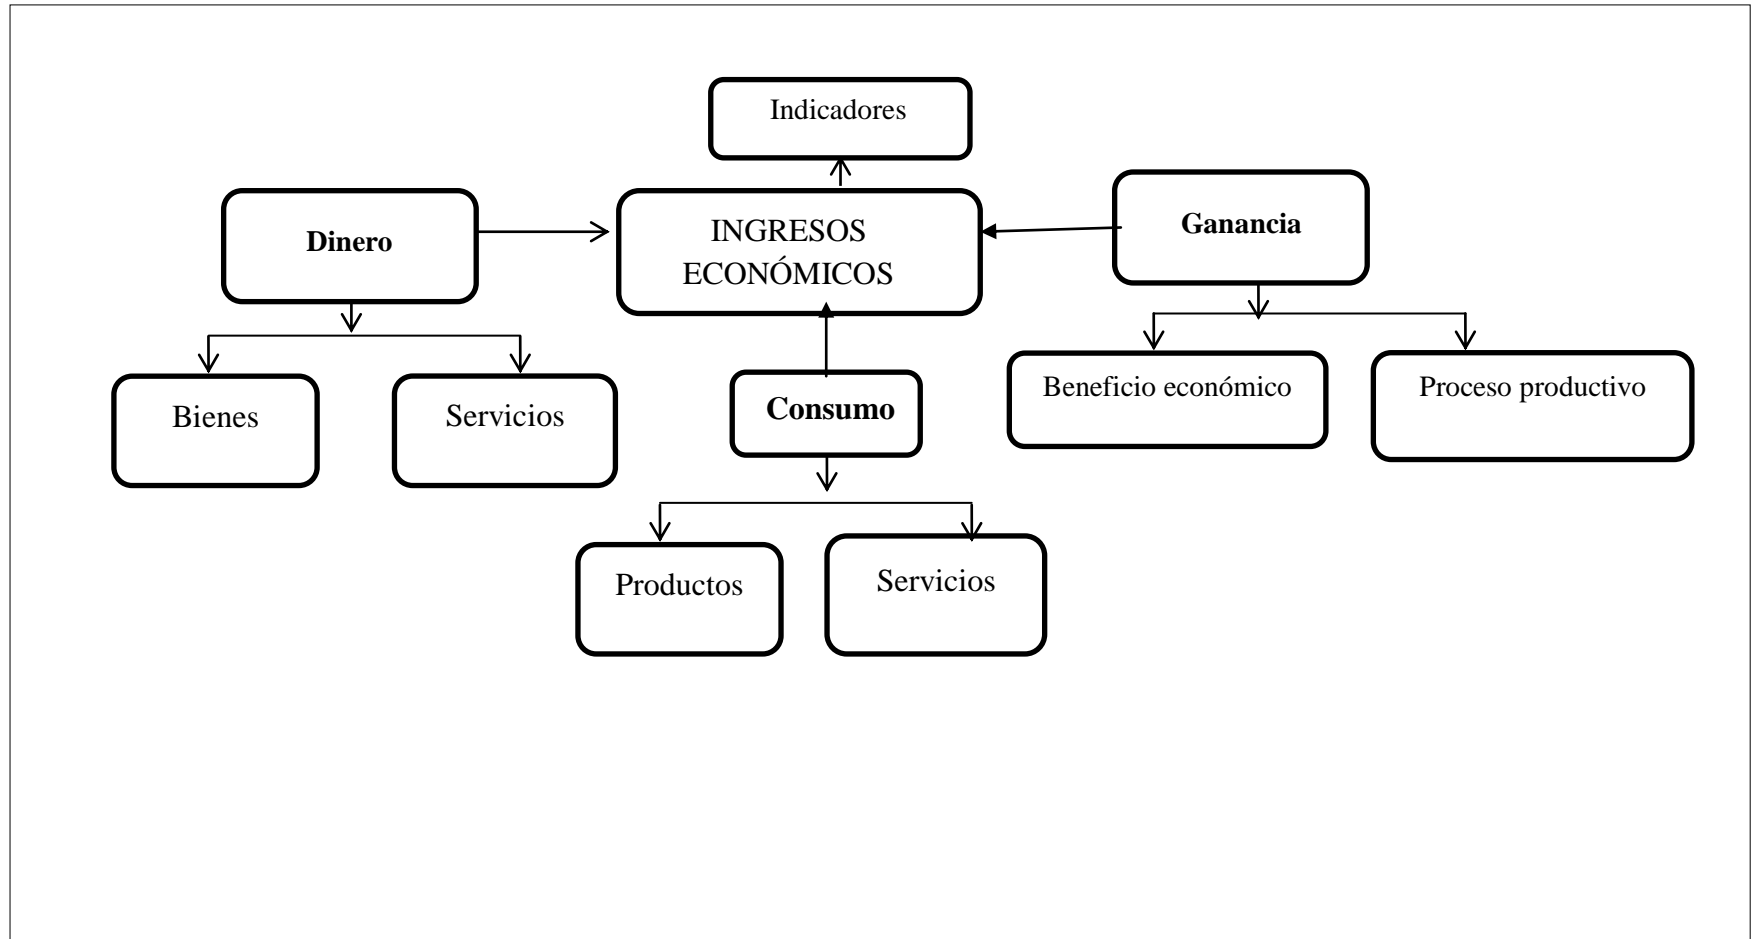 Indicadores
Dinero
INGRESOS
ECONÓMICOS
Ganancia
Bienes
Servicios
Consumo
Beneficio económico
Proceso productivo
Productos
Servicios